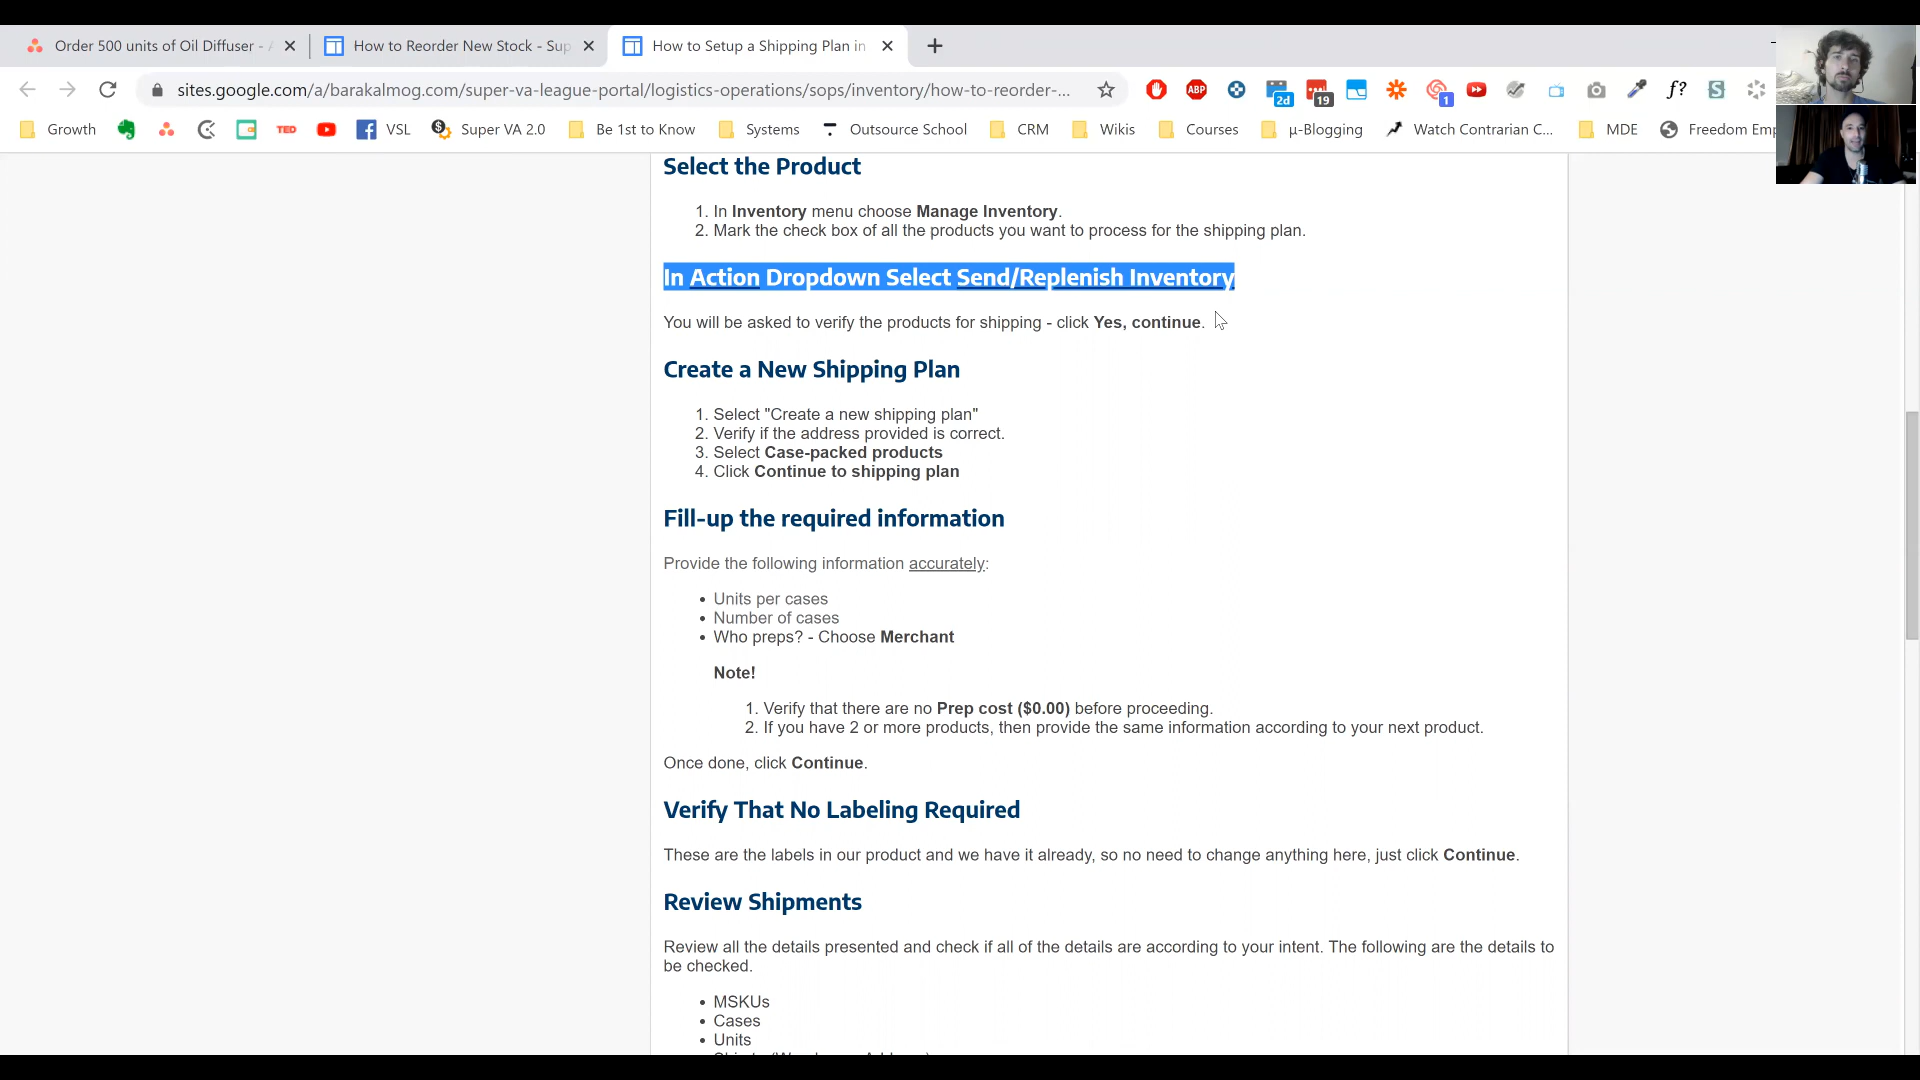 Order 500 units of Oil Diffuser -
How to Reorder New Stock - Sup
How to Setup a Shipping Plan in
sites.google.com/a/barakalmog.com/super-va-league-portal/logistics-operations/sops/inventory/how-to-reorder-...
ABP
2d
19
1
f?
S
Growth
TED
VSL
Super VA 2.0
Be 1st to Know
Systems
Outsource School
CRM
Wikis
Courses
µ-Blogging
Watch Contrarian C...
MDE
Freedom Emp
Select the Product
1. In Inventory menu choose Manage Inventory.
2. Mark the check box of all the products you want to process for the shipping plan.
In Action Dropdown Select Send/Replenish Inventory
You will be asked to verify the products for shipping - click Yes, continue.
Create a New Shipping Plan
1. Select "Create a new shipping plan"
2. Verify if the address provided is correct.
3. Select Case-packed products
4. Click Continue to shipping plan
Fill-up the required information
Provide the following information accurately:
• Units per cases
• Number of cases
• Who preps? - Choose Merchant
Note!
1. Verify that there are no Prep cost ($0.00) before proceeding.
2. If you have 2 or more products, then provide the same information according to your next product.
Once done, click Continue.
Verify That No Labeling Required
These are the labels in our product and we have it already, so no need to change anything here, just click Continue.
Review Shipments
Review all the details presented and check if all of the details are according to your intent. The following are the details to
be checked.
• MSKUs
• Cases
• Units